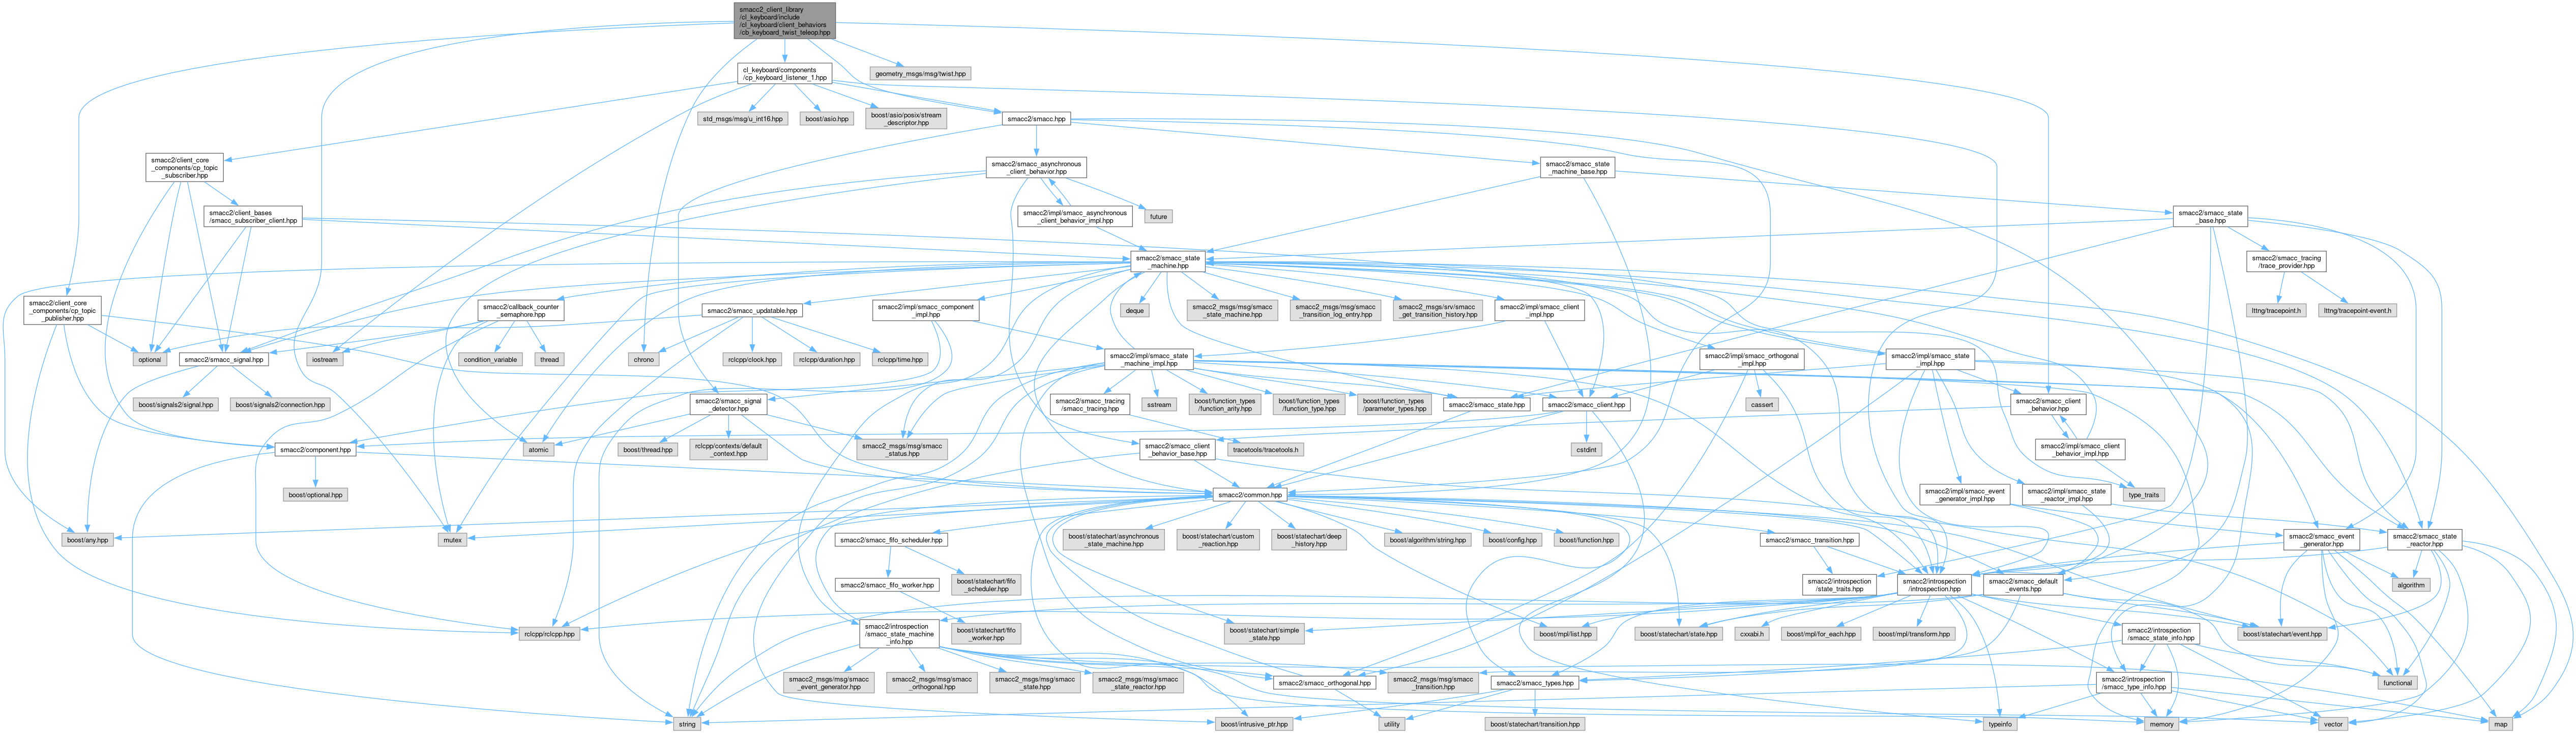 smacc2_client_library
/cl_keyboard/include
/cl_keyboard/client_behaviors
/cb_keyboard_twist_teleop.hpp
cl_keyboard/components
/cp_keyboard_listener_1.hpp
geometry_msgs/msg/twist.hpp
std_msgs/msg/u_int16.hpp
boost/asio.hpp
boost/asio/posix/stream
_descriptor.hpp
smacc2/smacc.hpp
smacc2/client_core
_components/cp_topic
_subscriber.hpp
smacc2/smacc_asynchronous
_client_behavior.hpp
smacc2/smacc_state
_machine_base.hpp
smacc2/client_bases
/smacc_subscriber_client.hpp
smacc2/impl/smacc_asynchronous
_client_behavior_impl.hpp
future
smacc2/smacc_state
_base.hpp
smacc2/smacc_state
_machine.hpp
smacc2/smacc_tracing
/trace_provider.hpp
smacc2/client_core
_components/cp_topic
_publisher.hpp
smacc2/callback_counter
_semaphore.hpp
smacc2/smacc_updatable.hpp
smacc2/impl/smacc_component
_impl.hpp
deque
smacc2_msgs/msg/smacc
_state_machine.hpp
smacc2_msgs/msg/smacc
_transition_log_entry.hpp
smacc2_msgs/srv/smacc
_get_transition_history.hpp
smacc2/impl/smacc_client
_impl.hpp
lttng/tracepoint.h
lttng/tracepoint-event.h
optional
smacc2/smacc_signal.hpp
iostream
condition_variable
thread
chrono
rclcpp/clock.hpp
rclcpp/duration.hpp
rclcpp/time.hpp
smacc2/impl/smacc_state
_machine_impl.hpp
smacc2/impl/smacc_orthogonal
_impl.hpp
smacc2/impl/smacc_state
_impl.hpp
boost/signals2/signal.hpp
boost/signals2/connection.hpp
smacc2/smacc_signal
_detector.hpp
smacc2/smacc_tracing
/smacc_tracing.hpp
sstream
boost/function_types
/function_arity.hpp
boost/function_types
/function_type.hpp
boost/function_types
/parameter_types.hpp
smacc2/smacc_state.hpp
smacc2/smacc_client.hpp
cassert
smacc2/smacc_client
_behavior.hpp
smacc2/component.hpp
atomic
boost/thread.hpp
rclcpp/contexts/default
_context.hpp
smacc2_msgs/msg/smacc
_status.hpp
smacc2/smacc_client
_behavior_base.hpp
tracetools/tracetools.h
cstdint
smacc2/impl/smacc_client
_behavior_impl.hpp
boost/optional.hpp
smacc2/common.hpp
smacc2/impl/smacc_event
_generator_impl.hpp
smacc2/impl/smacc_state
_reactor_impl.hpp
type_traits
boost/any.hpp
mutex
smacc2/smacc_fifo_scheduler.hpp
boost/statechart/asynchronous
_state_machine.hpp
boost/statechart/custom
_reaction.hpp
boost/statechart/deep
_history.hpp
boost/algorithm/string.hpp
boost/config.hpp
boost/function.hpp
smacc2/smacc_transition.hpp
smacc2/smacc_event
_generator.hpp
smacc2/smacc_state
_reactor.hpp
smacc2/smacc_fifo_worker.hpp
boost/statechart/fifo
_scheduler.hpp
smacc2/introspection
/state_traits.hpp
smacc2/introspection
/introspection.hpp
smacc2/smacc_default
_events.hpp
algorithm
rclcpp/rclcpp.hpp
smacc2/introspection
/smacc_state_machine
_info.hpp
boost/statechart/fifo
_worker.hpp
boost/statechart/simple
_state.hpp
boost/mpl/list.hpp
boost/statechart/state.hpp
cxxabi.h
boost/mpl/for_each.hpp
boost/mpl/transform.hpp
smacc2/introspection
/smacc_state_info.hpp
boost/statechart/event.hpp
smacc2_msgs/msg/smacc
_event_generator.hpp
smacc2_msgs/msg/smacc
_orthogonal.hpp
smacc2_msgs/msg/smacc
_state.hpp
smacc2_msgs/msg/smacc
_state_reactor.hpp
smacc2/smacc_orthogonal.hpp
smacc2_msgs/msg/smacc
_transition.hpp
smacc2/smacc_types.hpp
smacc2/introspection
/smacc_type_info.hpp
functional
string
boost/intrusive_ptr.hpp
utility
boost/statechart/transition.hpp
typeinfo
memory
vector
map